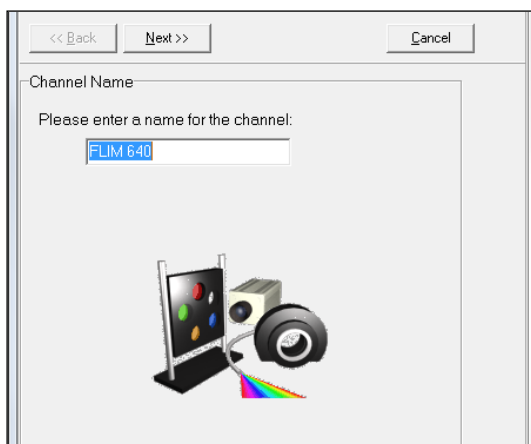 << Back Next >> Cancel
Channel Name
Please enter a name for the channel:
FLIM 640